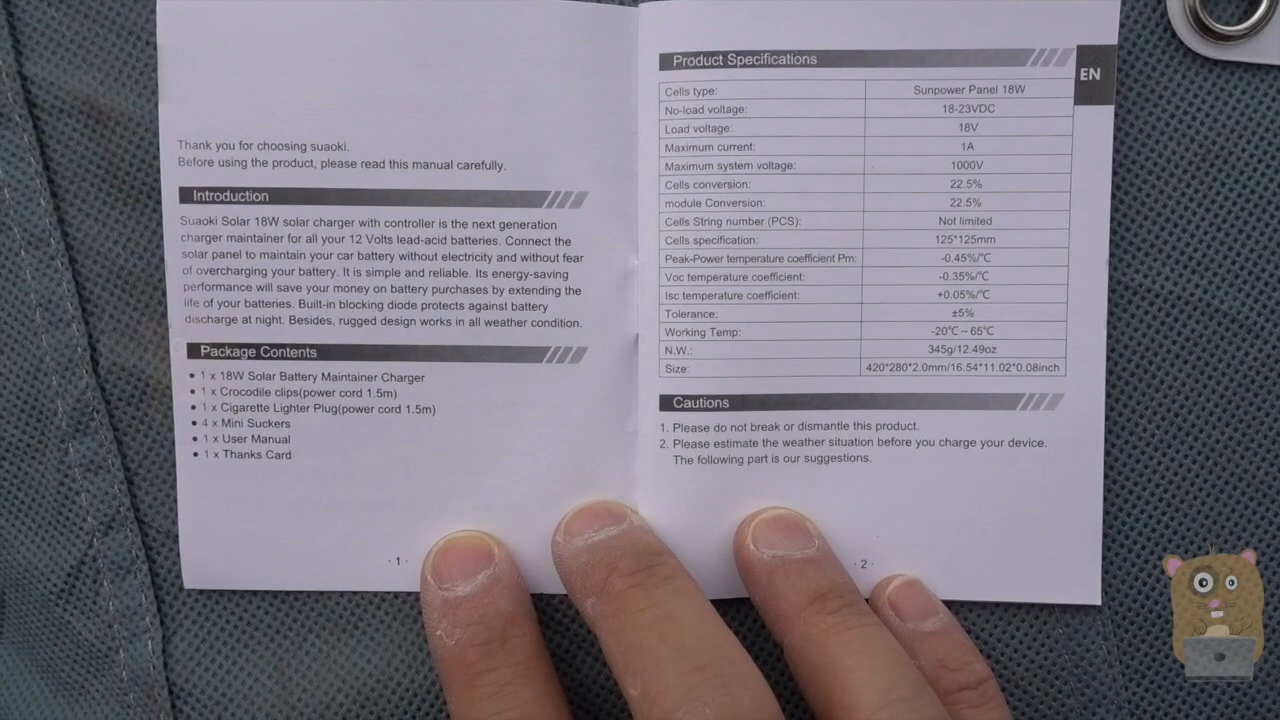 Thank you for choosing suaoki.
Before using the product, please read this manual carefully.
Introduction
Suaoki Solar 18W solar charger with controller is the next generation
charger maintainer for all your 12 Volts lead-acid batteries. Connect the
solar panel to maintain your car battery without electricity and without fear
of overcharging your battery. It is simple and reliable. Its energy-saving
performance will save your money on battery purchases by extending the
life of your batteries. Built-in blocking diode protects against battery
discharge at night. Besides, rugged design works in all weather condition.
Package Contents
• 1 x 18W Solar Battery Maintainer Charger
• 1 x Crocodile clips(power cord 1.5m)
• 1 x Cigarette Lighter Plug(power cord 1.5m)
• 4 x Mini Suckers
• 1 x User Manual
• 1 x Thanks Card
· 1 ·
Product Specifications
EN
Cells type: Sunpower Panel 18W
No-load voltage: 18-23VDC
Load voltage: 18V
Maximum current: 1A
Maximum system voltage: 1000V
Cells conversion: 22.5%
module Conversion: 22.5%
Cells String number (PCS): Not limited
Cells specification: 125*125mm
Peak-Power temperature coefficient Pm: -0.45%/℃
Voc temperature coefficient: -0.35%/℃
Isc temperature coefficient: +0.05%/℃
Tolerance: ±5%
Working Temp: -20℃~65℃
N.W.: 345g/12.49oz
Size: 420*280*2.0mm/16.54*11.02*0.08inch
Cautions
1. Please do not break or dismantle this product.
2. Please estimate the weather situation before you charge your device.
The following part is our suggestions.
· 2 ·